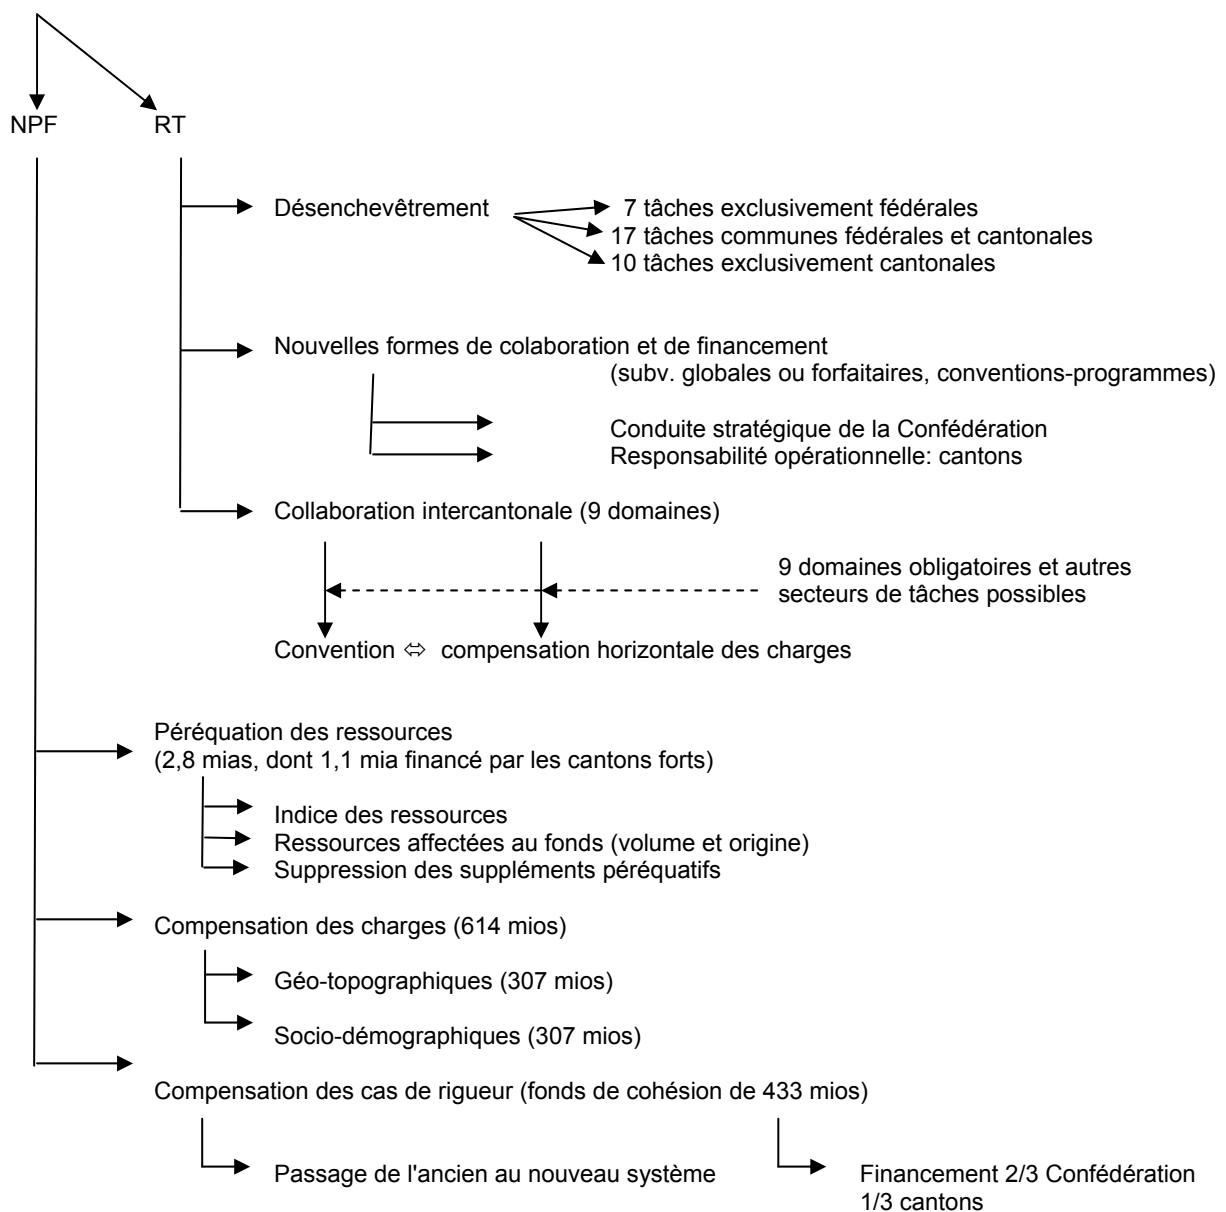 NPF RT
Désenchevêtrement
7 tâches exclusivement fédérales
17 tâches communes fédérales et cantonales
10 tâches exclusivement cantonales
Nouvelles formes de colaboration et de financement
(subv. globales ou forfaitaires, conventions-programmes)
Conduite stratégique de la Confédération
Responsabilité opérationnelle: cantons
Collaboration intercantonale (9 domaines)
9 domaines obligatoires et autres
secteurs de tâches possibles
Convention ⇔ compensation horizontale des charges
Péréquation des ressources
(2,8 mias, dont 1,1 mia financé par les cantons forts)
Indice des ressources
Ressources affectées au fonds (volume et origine)
Suppression des suppléments péréquatifs
Compensation des charges (614 mios)
Géo-topographiques (307 mios)
Socio-démographiques (307 mios)
Compensation des cas de rigueur (fonds de cohésion de 433 mios)
Passage de l'ancien au nouveau système
Financement 2/3 Confédération
1/3 cantons